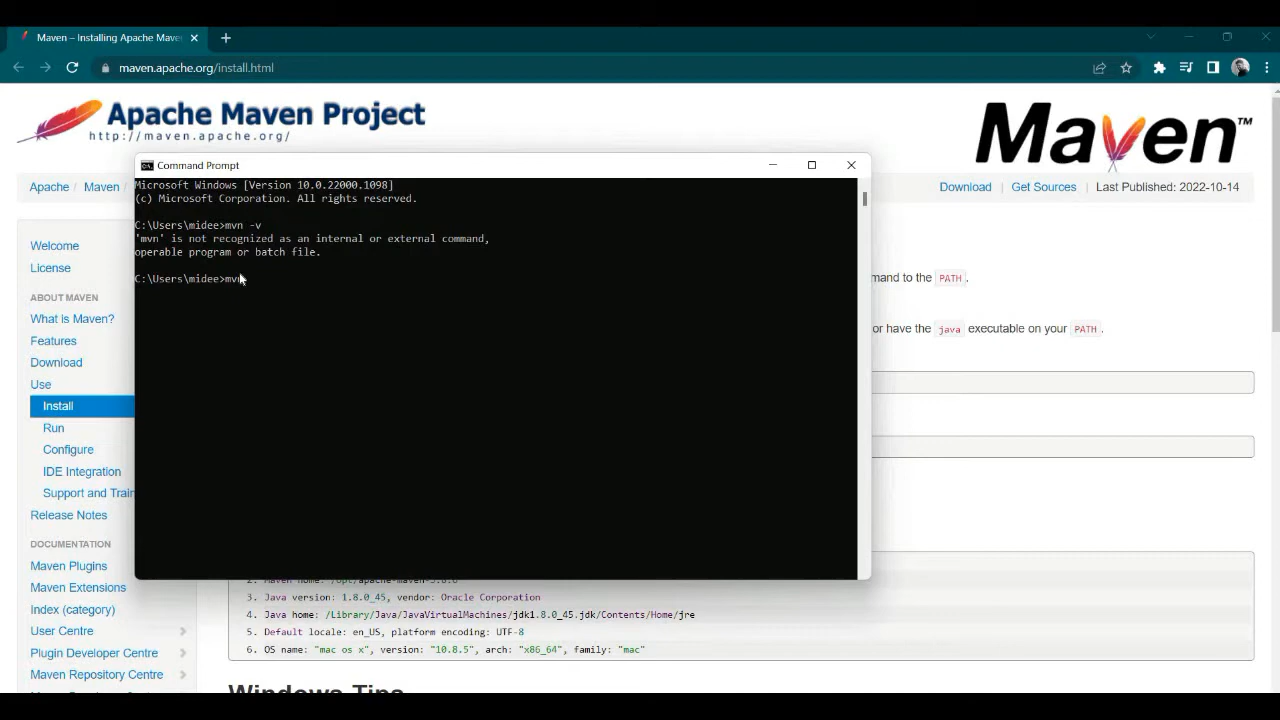 Maven – Installing Apache Mave
maven.apache.org/install.html
Apache Maven Project
http://maven.apache.org/
Maven™
Apache / Maven /
Download | Get Sources | Last Published: 2022-10-14
Command Prompt
Microsoft Windows [Version 10.0.22000.1098]
(c) Microsoft Corporation. All rights reserved.
C:\Users\midee>mvn -v
'mvn' is not recognized as an internal or external command,
operable program or batch file.
C:\Users\midee>mvn
Welcome
License
ABOUT MAVEN
What is Maven?
Features
Download
Use
Install
Run
Configure
IDE Integration
Support and Train
Release Notes
DOCUMENTATION
Maven Plugins
Maven Extensions
Index (category)
User Centre
Plugin Developer Centre
Maven Repository Centre
mand to the PATH.
or have the java executable on your PATH.
3. Java version: 1.8.0_45, vendor: Oracle Corporation
4. Java home: /Library/Java/JavaVirtualMachines/jdk1.8.0_45.jdk/Contents/Home/jre
5. Default locale: en_US, platform encoding: UTF-8
6. OS name: "mac os x", version: "10.8.5", arch: "x86_64", family: "mac"
Windows Tips